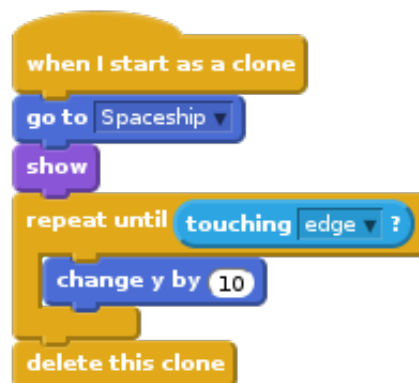 when I start as a clone
go to Spaceship
show
repeat until touching edge ?
change y by 10
delete this clone